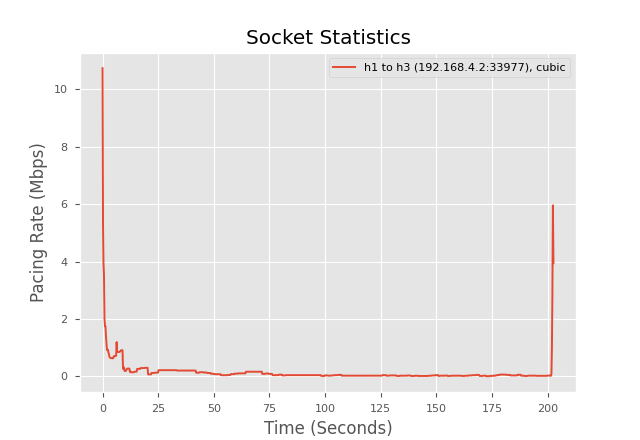 Socket Statistics
h1 to h3 (192.168.4.2:33977), cubic
Pacing Rate (Mbps)
10
8
6
4
2
0
0 25 50 75 100 125 150 175 200
Time (Seconds)